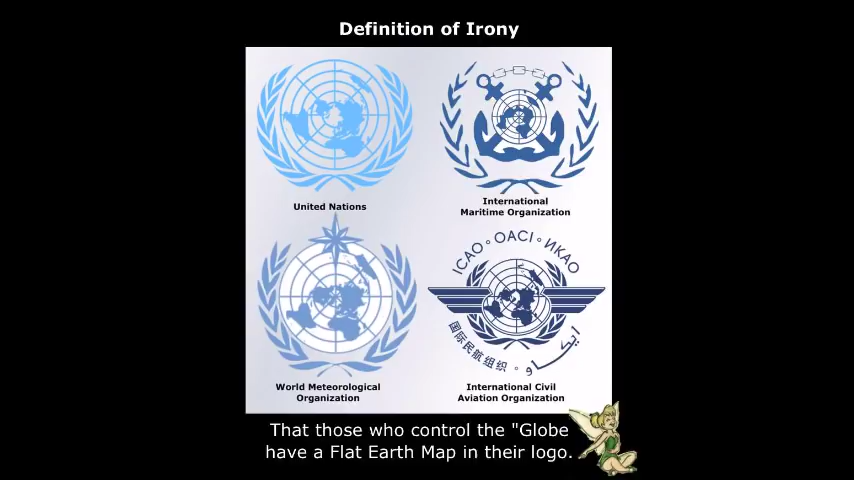 Definition of Irony
United Nations
International
Maritime Organization
ICAO ◦ OACI ◦ ИКАО
国际民航组织 ◦ ايكاو
World Meteorological
Organization
International Civil
Aviation Organization
That those who control the "Globe
have a Flat Earth Map in their logo.